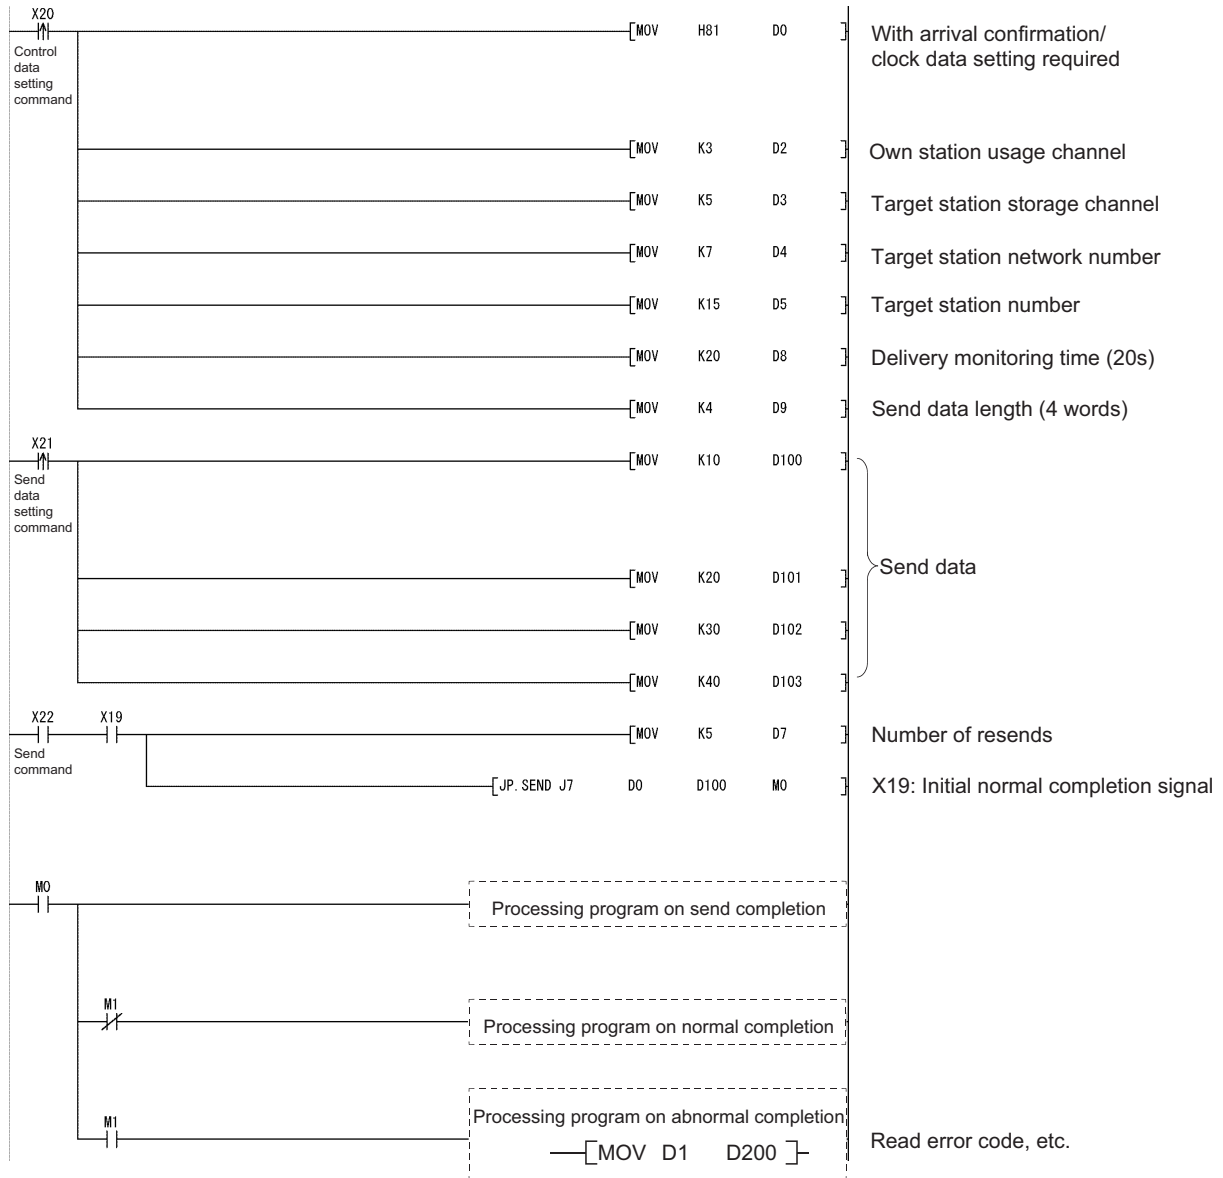 X20
[MOV H81 D0 ]
With arrival confirmation/
clock data setting required
Control
data
setting
command
[MOV K3 D2 ]
Own station usage channel
[MOV K5 D3 ]
Target station storage channel
[MOV K7 D4 ]
Target station network number
[MOV K15 D5 ]
Target station number
[MOV K20 D8 ]
Delivery monitoring time (20s)
[MOV K4 D9 ]
Send data length (4 words)
X21
[MOV K10 D100 ]
Send
data
setting
command
Send data
[MOV K20 D101 ]
[MOV K30 D102 ]
[MOV K40 D103 ]
X22 X19
[MOV K5 D7 ]
Number of resends
Send
command
[JP.SEND J7 D0 D100 M0 ]
X19: Initial normal completion signal
M0
Processing program on send completion
M1
Processing program on normal completion
M1
Processing program on abnormal completion
[MOV D1 D200 ]
Read error code, etc.